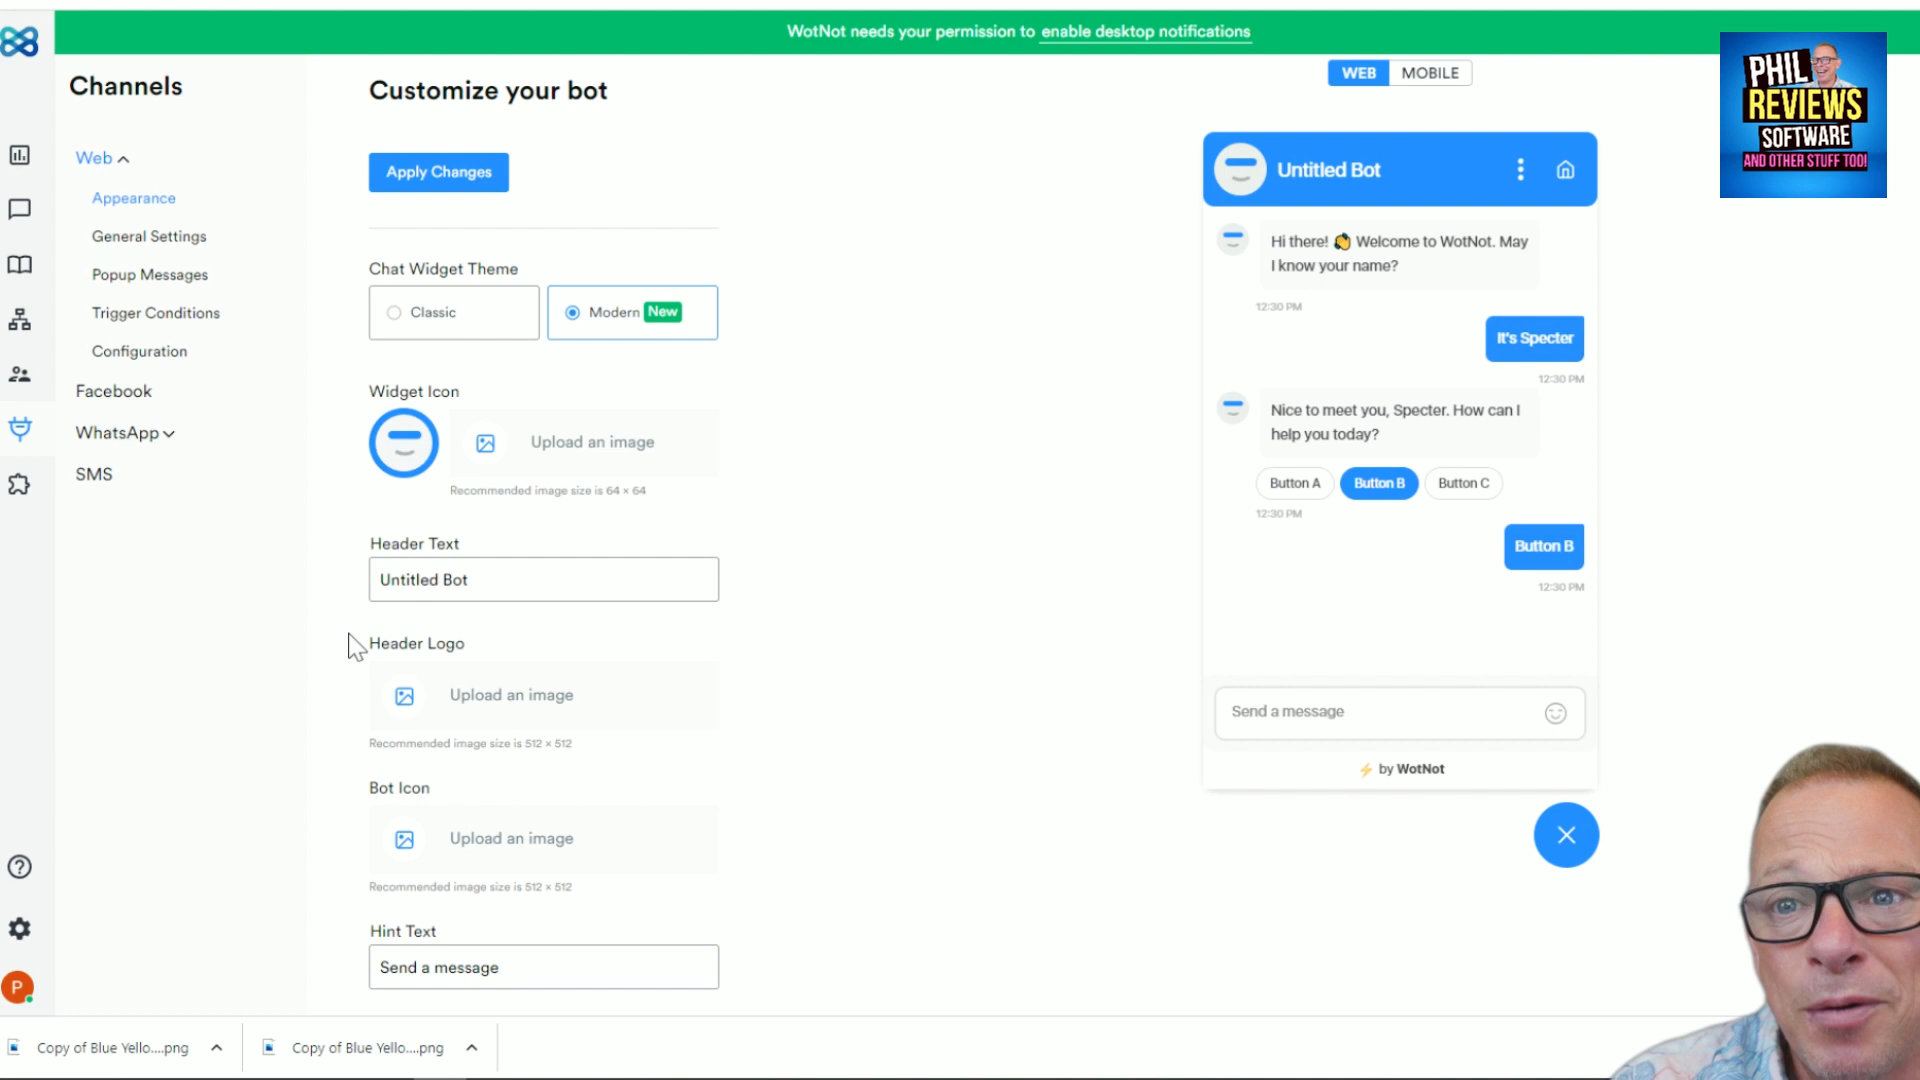 WotNot needs your permission to enable desktop notifications
PHIL
REVIEWS
SOFTWARE
AND OTHER STUFF TOO!
Channels
Web
Appearance
General Settings
Popup Messages
Trigger Conditions
Configuration
Facebook
WhatsApp
SMS
P
Customize your bot
Apply Changes
Chat Widget Theme
Classic
Modern New
Widget Icon
Upload an image
Recommended image size is 64 × 64
Header Text
Untitled Bot
Header Logo
Upload an image
Recommended image size is 512 × 512
Bot Icon
Upload an image
Recommended image size is 512 × 512
Hint Text
Send a message
WEB MOBILE
Untitled Bot
Hi there! 👏 Welcome to WotNot. May
I know your name?
12:30 PM
It's Specter
12:30 PM
Nice to meet you, Specter. How can I
help you today?
Button A Button B Button C
12:30 PM
Button B
12:30 PM
Send a message
⚡ by WotNot
Copy of Blue Yello....png
Copy of Blue Yello....png